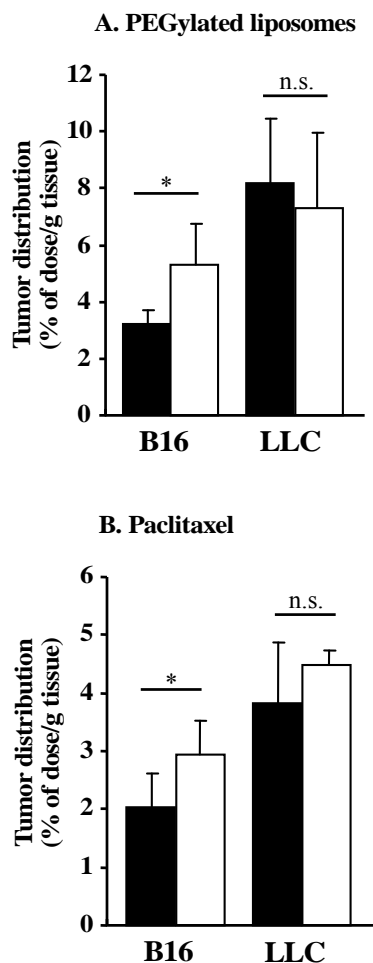 A. PEGylated liposomes
Tumor distribution
(% of dose/g tissue)
12
10
8
6
4
2
0
*
n.s.
B16
LLC
B. Paclitaxel
Tumor distribution
(% of dose/g tissue)
6
5
4
3
2
1
0
*
n.s.
B16
LLC